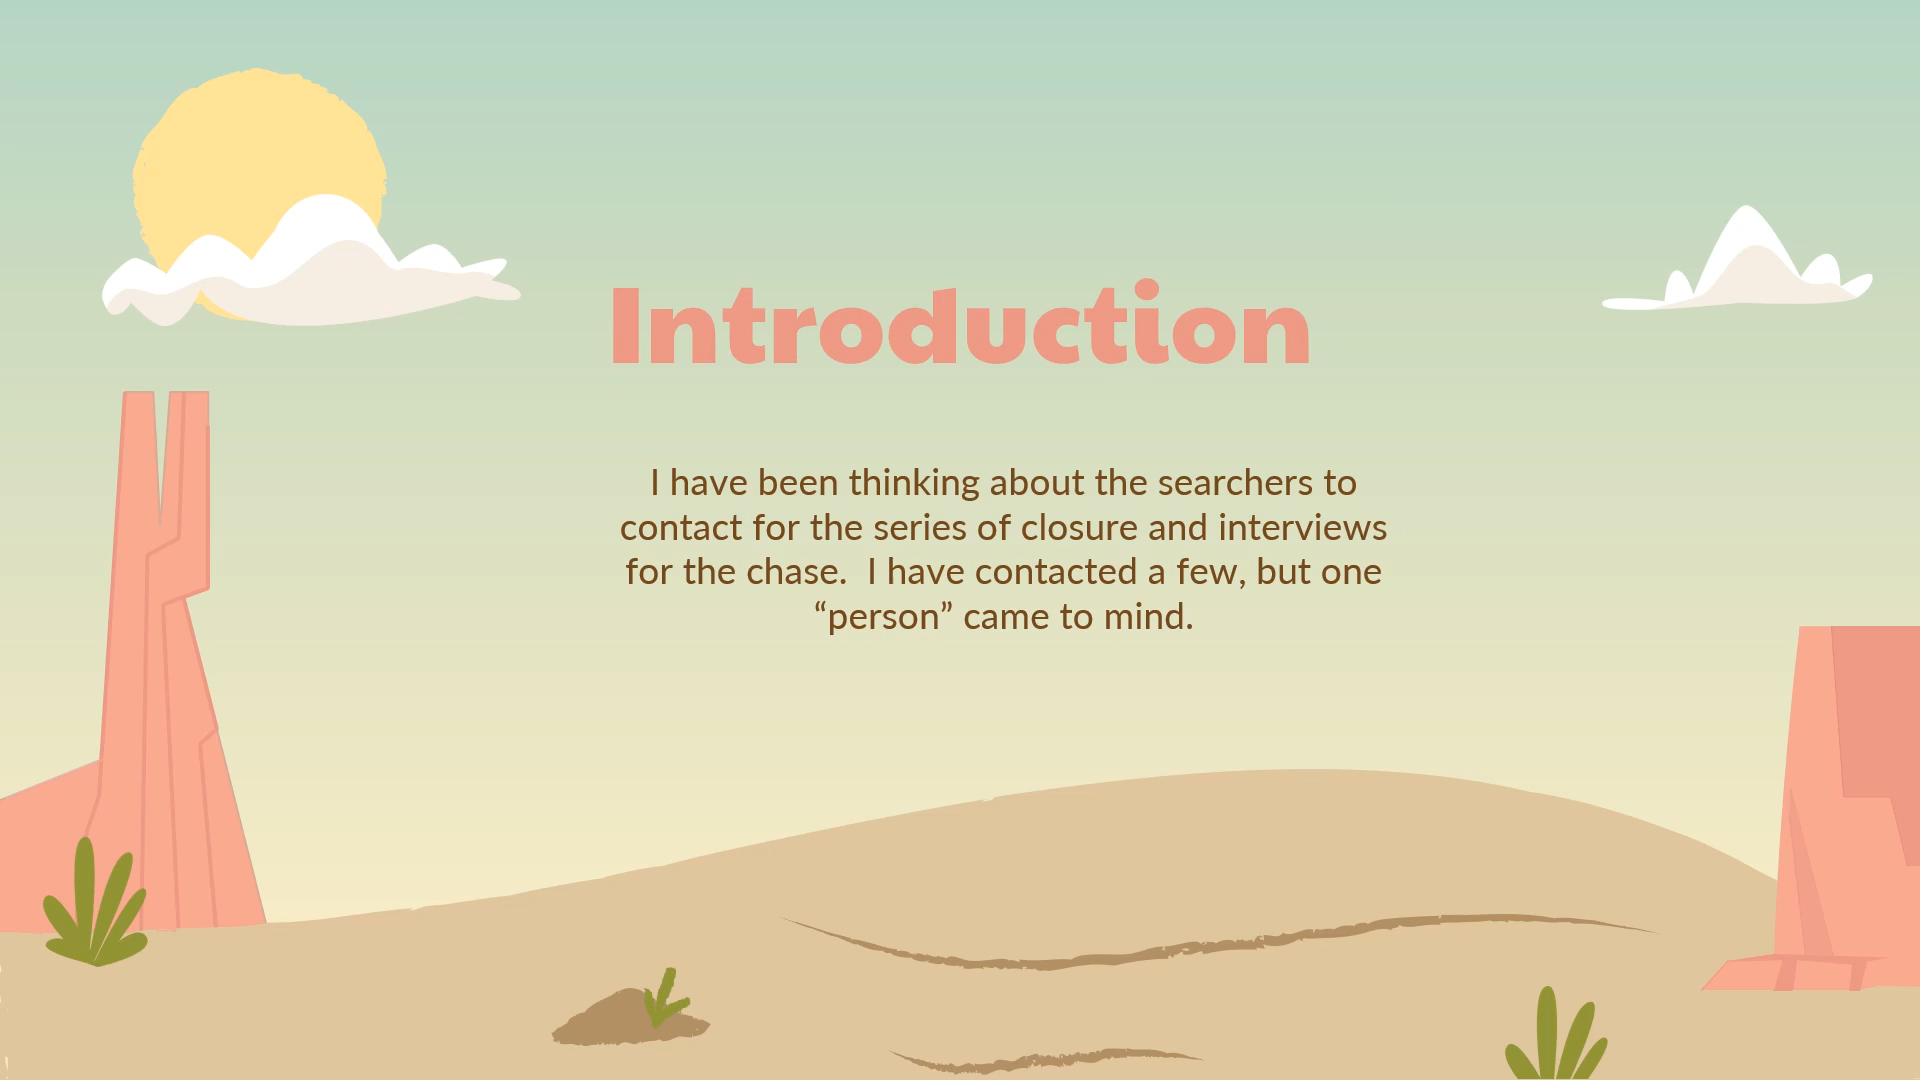 Introduction
I have been thinking about the searchers to
contact for the series of closure and interviews
for the chase.  I have contacted a few, but one
“person” came to mind.